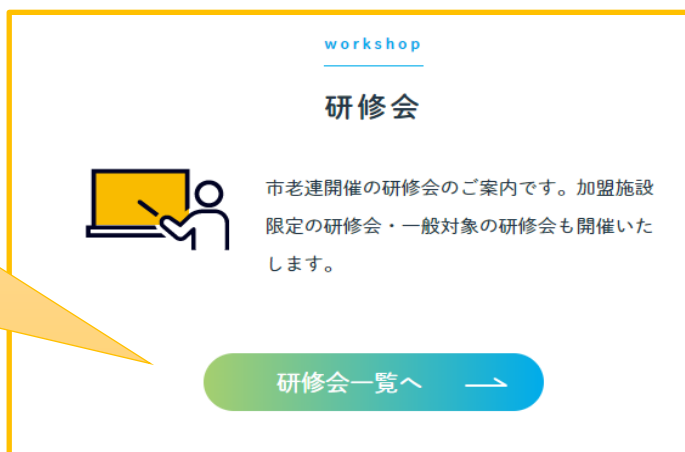 workshop
研修会
市老連開催の研修会のご案内です。加盟施設
限定の研修会・一般対象の研修会も開催いた
します。
研修会一覧へ